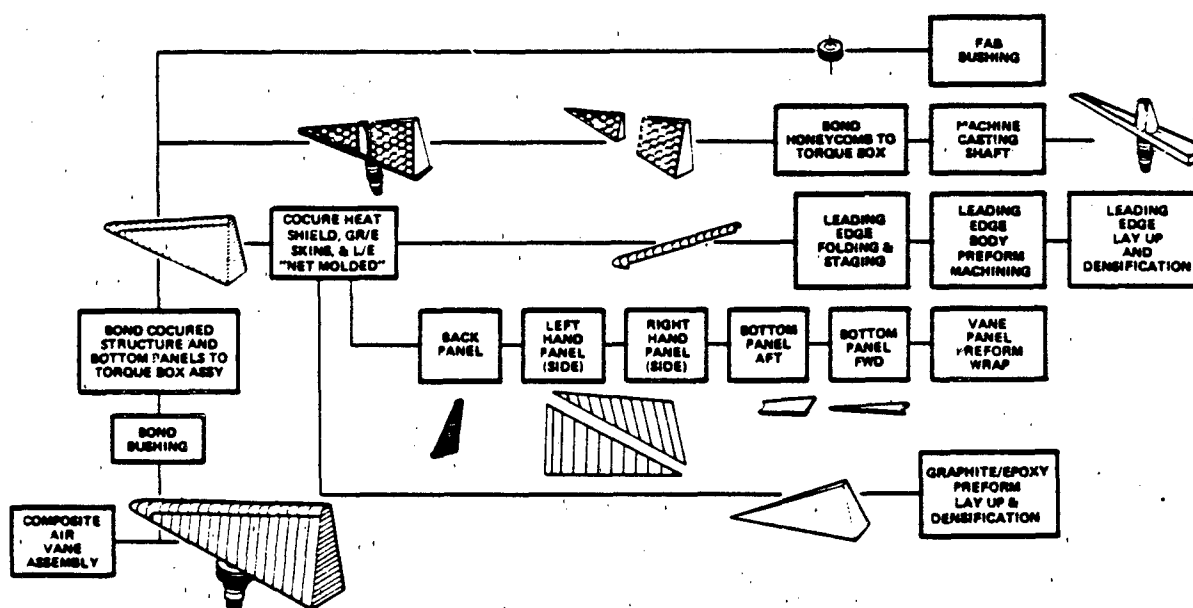 FAB
BUSHING
BOND
HONEYCOMB TO
TORQUE BOX
MACHINE
CASTING
SHAFT
COCURE HEAT
SHIELD, GR/E
SKINS, & L/E
"NET MOLDED"
LEADING
EDGE
FOLDING &
STAGING
LEADING
EDGE
BODY
PREFORM
MACHINING
LEADING
EDGE
LAY UP
AND
DENSIFICATION
BOND COCURED
STRUCTURE AND
BOTTOM PANELS TO
TORQUE BOX ASSY
BACK
PANEL
LEFT
HAND
PANEL
(SIDE)
RIGHT
HAND
PANEL
(SIDE)
BOTTOM
PANEL
AFT
BOTTOM
PANEL
FWD
VANE
PANEL
PREFORM
WRAP
BOND
BUSHING
GRAPHITE/EPOXY
PREFORM
LAY UP &
DENSIFICATION
COMPOSITE
AIR
VANE
ASSEMBLY